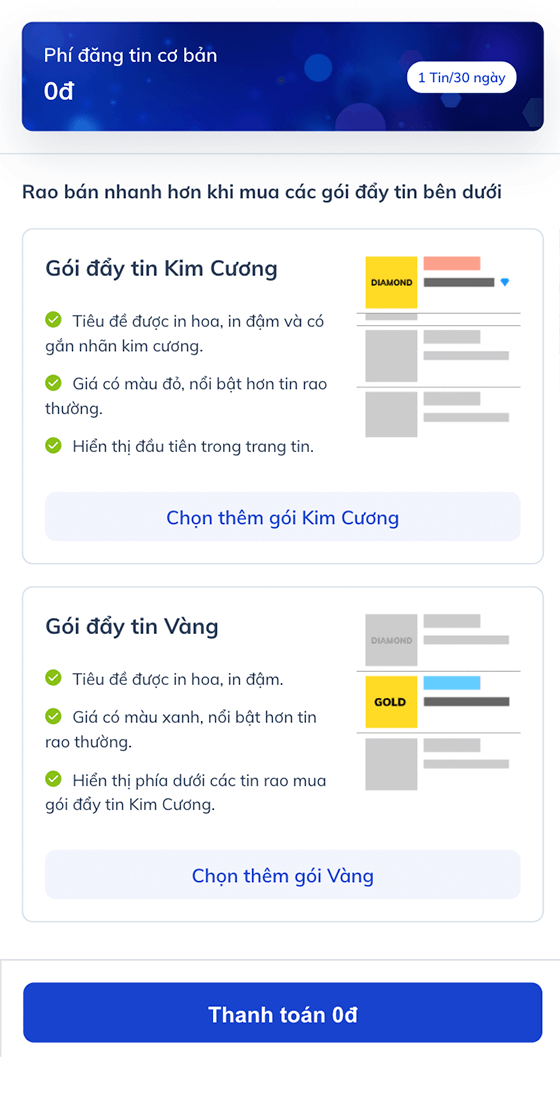 Phí đăng tin cơ bản
0đ
1 Tin/30 ngày
Rao bán nhanh hơn khi mua các gói đẩy tin bên dưới
Gói đẩy tin Kim Cương
DIAMOND
Tiêu đề được in hoa, in đậm và có
gắn nhãn kim cương.
Giá có màu đỏ, nổi bật hơn tin rao
thường.
Hiển thị đầu tiên trong trang tin.
Chọn thêm gói Kim Cương
Gói đẩy tin Vàng
DIAMOND
Tiêu đề được in hoa, in đậm.
GOLD
Giá có màu xanh, nổi bật hơn tin
rao thường.
Hiển thị phía dưới các tin rao mua
gói đẩy tin Kim Cương.
Chọn thêm gói Vàng
Thanh toán 0đ